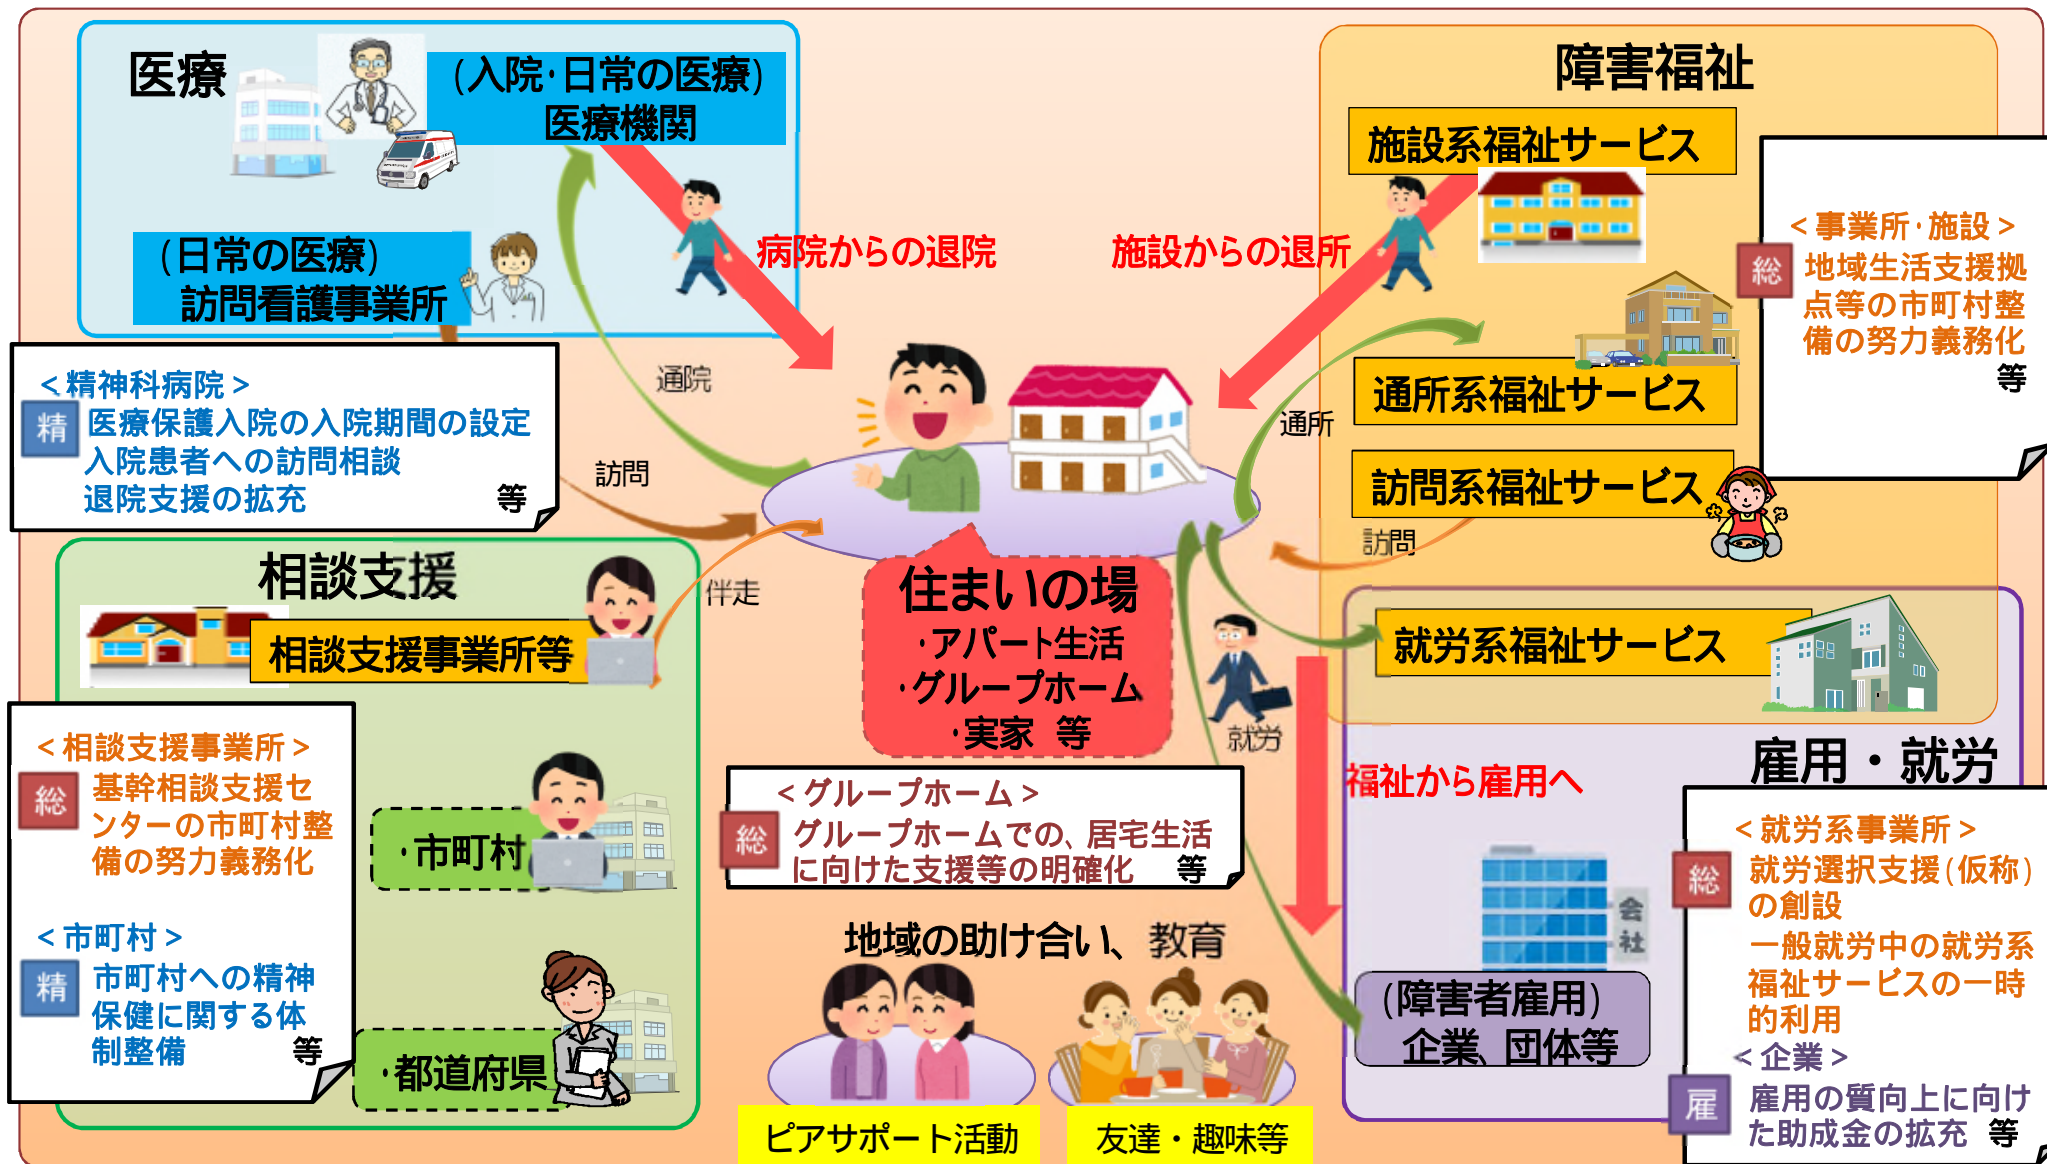 医療
(入院・日常の医療)
医療機関
(日常の医療)
訪問看護事業所
<精神科病院>
精
医療保護入院の入院期間の設定
入院患者への訪問相談
退院支援の拡充 等
病院からの退院
施設からの退所
通院
訪問
伴走
通所
訪問
就労
障害福祉
施設系福祉サービス
通所系福祉サービス
訪問系福祉サービス
就労系福祉サービス
<事業所・施設>
総
地域生活支援拠
点等の市町村整
備の努力義務化
等
相談支援
相談支援事業所等
・市町村
・都道府県
<相談支援事業所>
総
基幹相談支援セ
ンターの市町村整
備の努力義務化
<市町村>
精
市町村への精神
保健に関する体
制整備 等
住まいの場
・アパート生活
・グループホーム
・実家 等
<グループホーム>
総
グループホームでの、居宅生活
に向けた支援等の明確化 等
地域の助け合い、教育
ピアサポート活動
友達・趣味等
福祉から雇用へ
雇用・就労
会社
(障害者雇用)
企業、団体等
<就労系事業所>
総
就労選択支援(仮称)
の創設
一般就労中の就労系
福祉サービスの一時
的利用
<企業>
雇
雇用の質向上に向け
た助成金の拡充 等